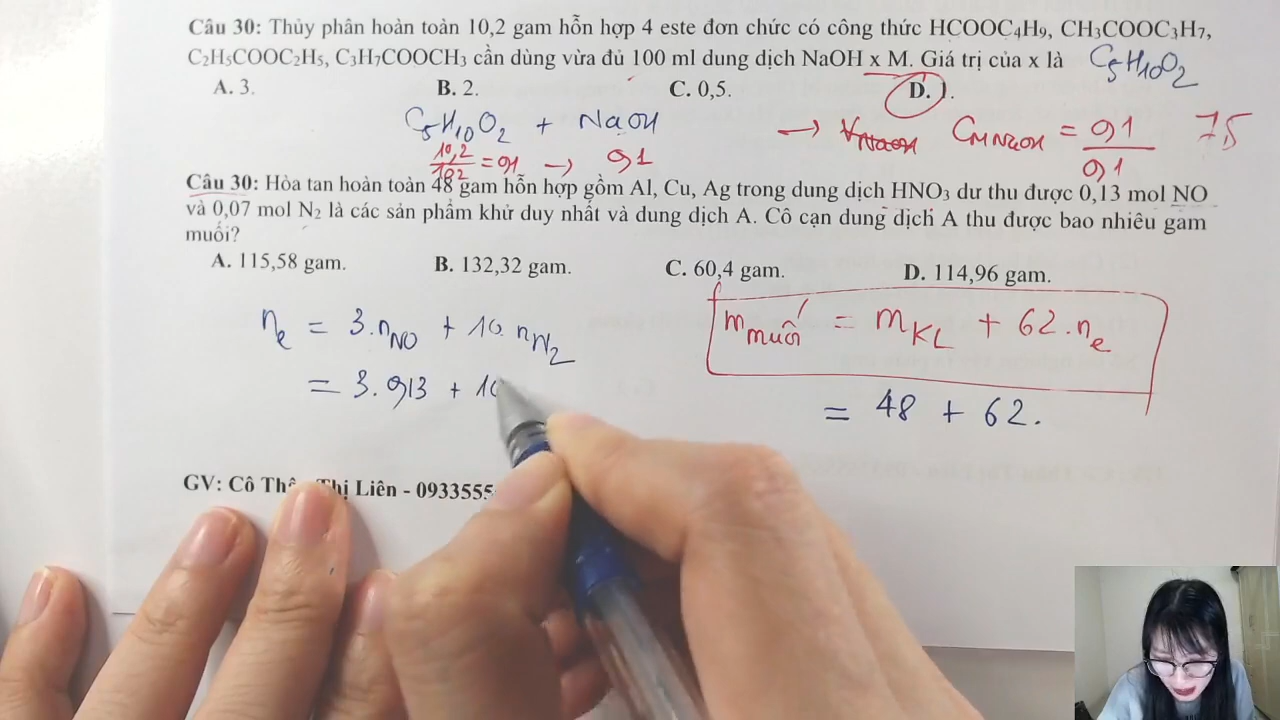 Câu 30: Thủy phân hoàn toàn 10,2 gam hỗn hợp 4 este đơn chức có công thức HCOOC₄H₉, CH₃COOC₃H₇,
C₂H₅COOC₂H₅, C₃H₇COOCH₃ cần dùng vừa đủ 100 ml dung dịch NaOH x M. Giá trị của x là C₅H₁₀O₂
A. 3. B. 2. C. 0,5. D. 1.
C₅H₁₀O₂ + NaOH → CM NaOH = 0,1 / 0,1 75
10,2 / 102 = 0,1 → 0,1
Câu 30: Hòa tan hoàn toàn 48 gam hỗn hợp gồm Al, Cu, Ag trong dung dịch HNO₃ dư thu được 0,13 mol NO
và 0,07 mol N₂ là các sản phẩm khử duy nhất và dung dịch A. Cô cạn dung dịch A thu được bao nhiêu gam
muối?
A. 115,58 gam. B. 132,32 gam. C. 60,4 gam. D. 114,96 gam.
nₑ = 3.n_NO + 10. n_N₂ m muối = m_KL + 62.nₑ
= 3.0,13 + 10 = 48 + 62.
GV: Cô Thị Liên - 0933555